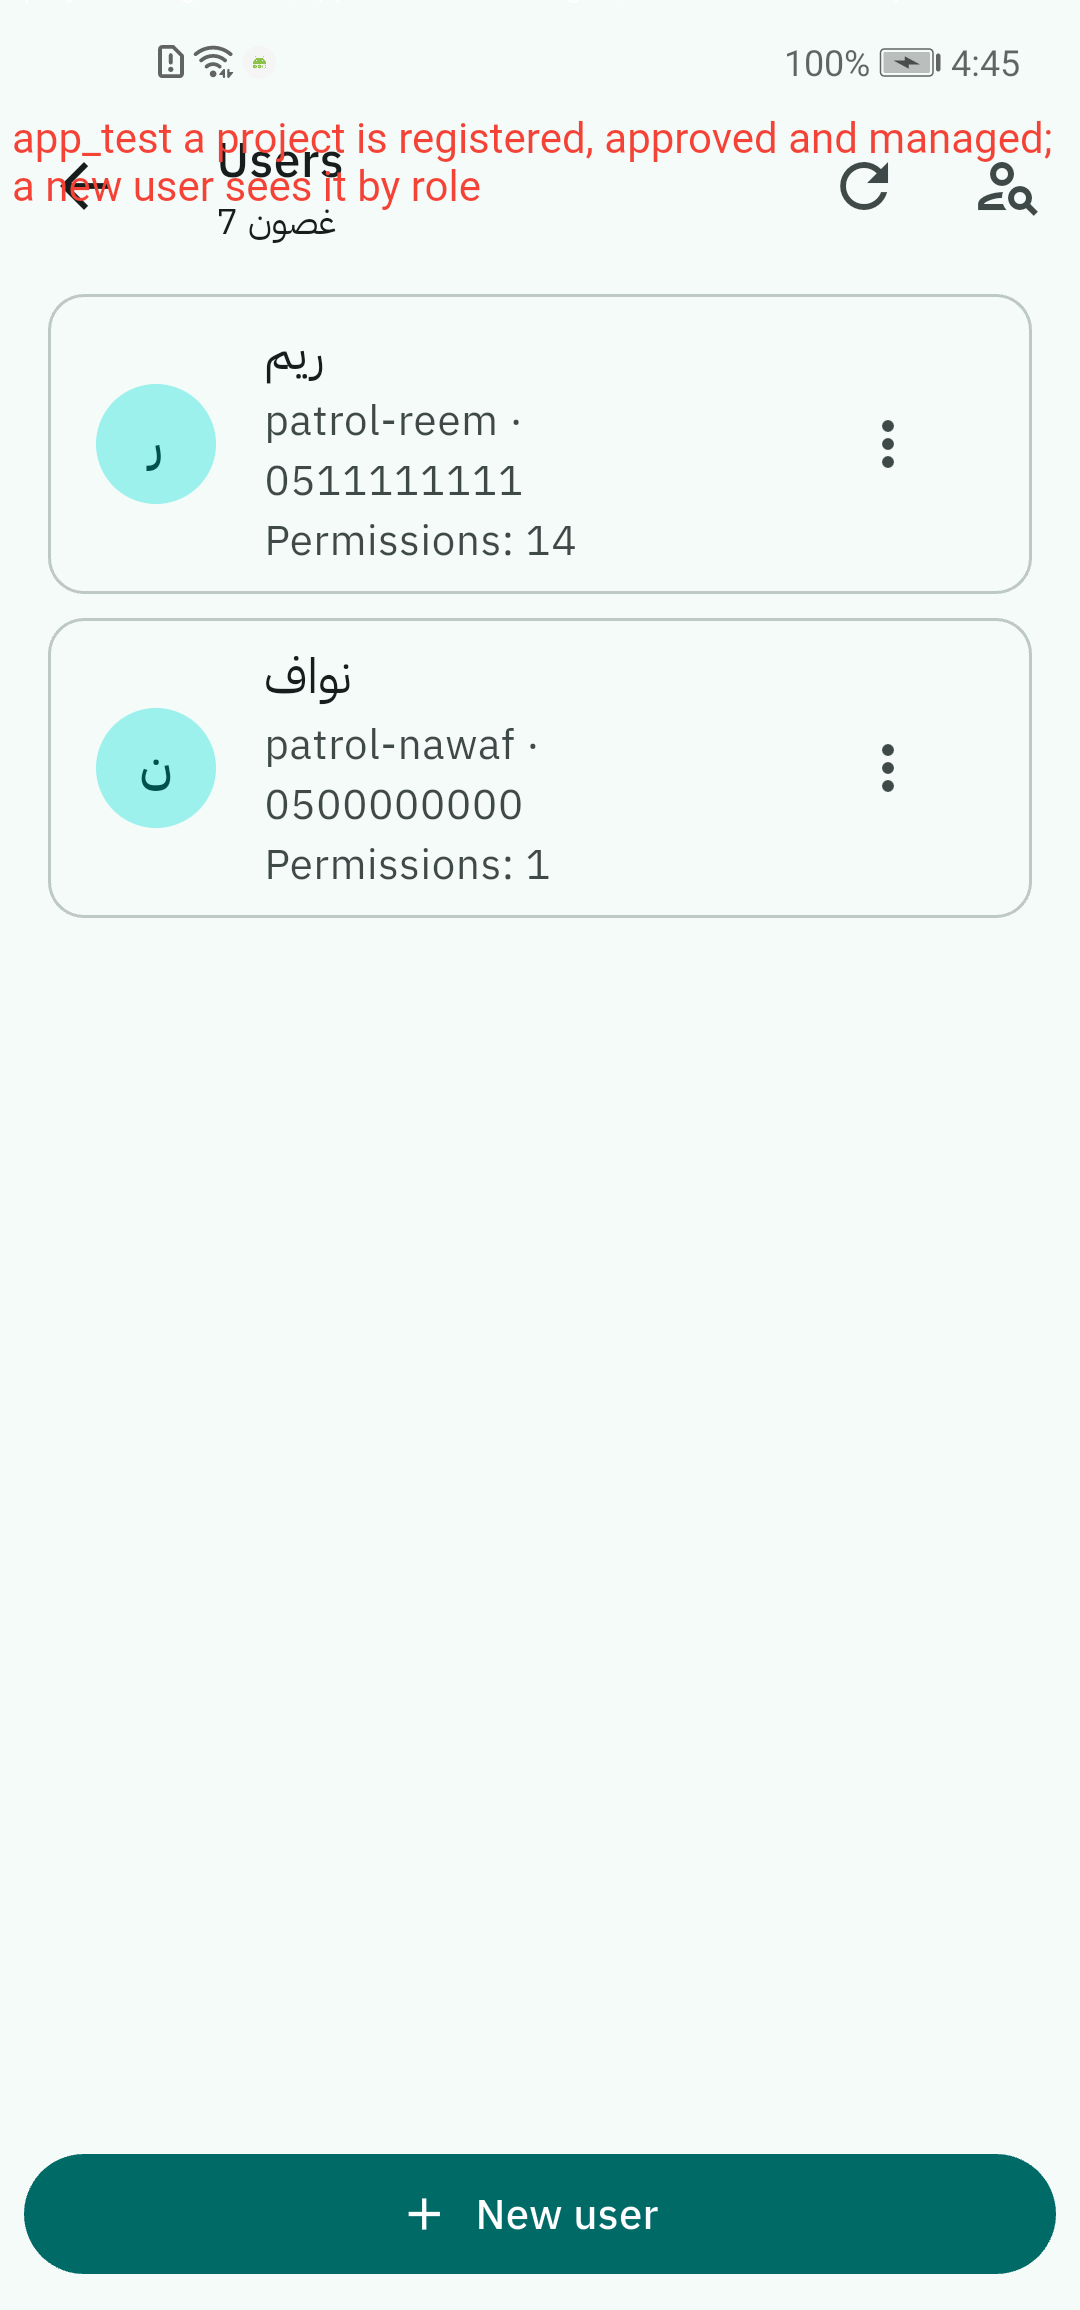 100% 4:45
app_test a project is registered, approved and managed;
a new user sees it by role
Users
غصون 7
ر
ريم
patrol-reem ·
0511111111
Permissions: 14
ن
نواف
patrol-nawaf ·
0500000000
Permissions: 1
+ New user